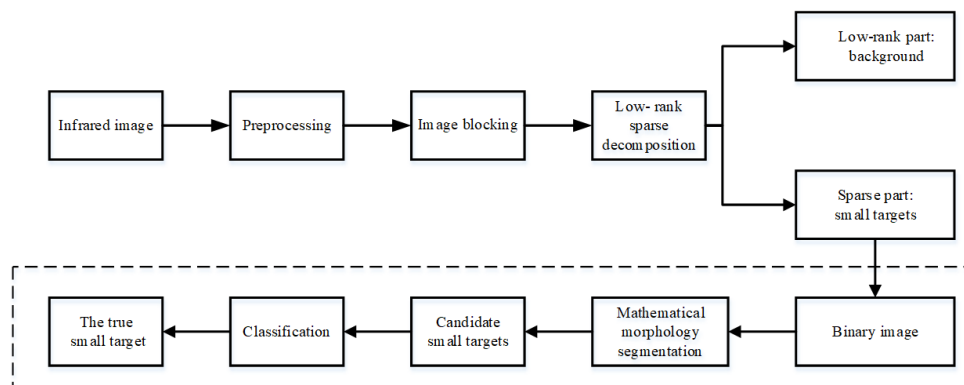 Infrared image
Preprocessing
Image blocking
Low- rank
sparse
decomposition
Low-rank part:
background
Sparse part:
small targets
Binary image
Mathematical
morphology
segmentation
Candidate
small targets
Classification
The true
small target